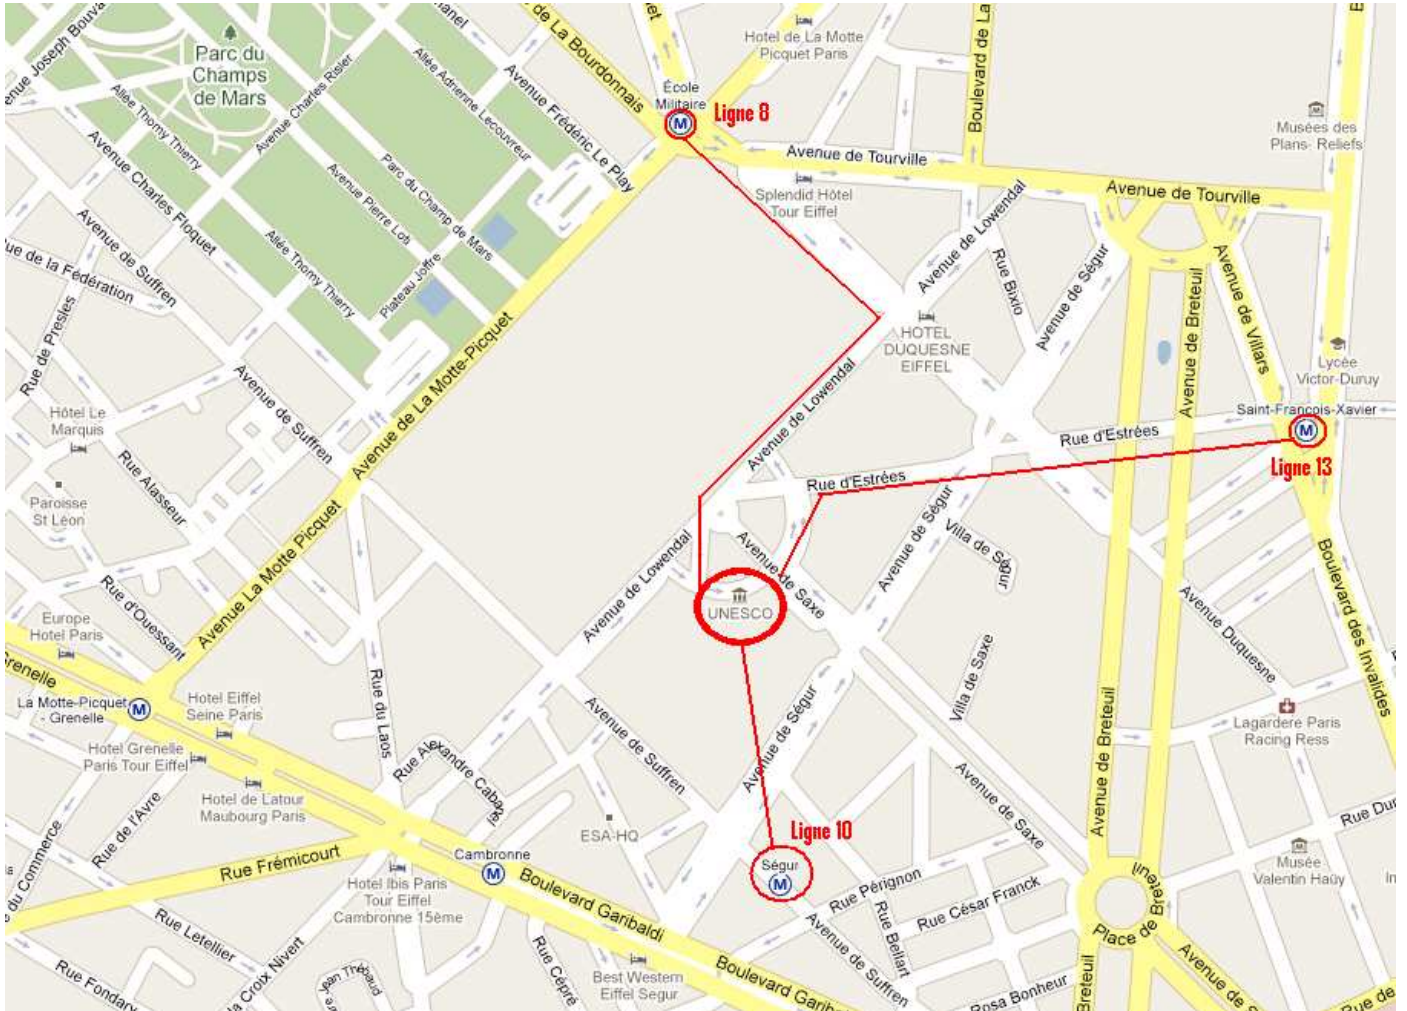 Avenue Joseph Bouva
Parc du
Champs
de Mars
Avenue Charles Risler
Allée Thomy Thierry
Avenue Charles Floquet
Avenue de Suffren
ue de la Fédération
Rue de Presles
Allée Adrienne Lecouvreur
Avenue Frédéric Le Play
Parc du Champ de Mars
Avenue Pierre Loti
Allée Thomy Thierry
Plateau Joffre
de La Bourdonnais
École
Militaire
Ligne 8
Hotel de La Motte
Picquet Paris
Boulevard de La
Musées des
Plans- Reliefs
Avenue de Tourville
Avenue de Tourville
Splendid Hôtel
Tour Eiffel
Avenue de Lowendal
Rue Bixio
Avenue de Ségur
Avenue de Breteuil
Avenue de Villars
HOTEL
DUQUESNE
EIFFEL
Lycée
Victor-Duruy
Saint-François-Xavier
Ligne 13
Rue d'Estrées
Rue d'Estrées
Avenue de La Motte-Picquet
Avenue de Suffren
Hôtel Le
Marquis
Rue Alasseur
Paroisse
St Léon
Avenue La Motte Picquet
Rue d'Ouessant
Avenue de Lowendal
Avenue de Lowendal
Avenue de Saxe
Avenue de Ségur
Villa de Ségur
UNESCO
Villa de Saxe
Avenue Duquesne
Boulevard des Invalides
Europe
Hotel Paris
Grenelle
La Motte-Picquet
- Grenelle
Hotel Eiffel
Seine Paris
Hotel Grenelle
Paris Tour Eiffel
Hotel de Latour
Maubourg Paris
Rue du Laos
Rue Alexandre Cabanel
Avenue de Suffren
Avenue de Ségur
Avenue de Breteuil
Lagardere Paris
Racing Ress
Avenue de Saxe
ESA-HQ
Ligne 10
Ségur
Rue de l'Avre
du Commerce
Rue Frémicourt
Cambronne
Boulevard Garibaldi
Hotel Ibis Paris
Tour Eiffel
Cambronne 15ème
Rue Letellier
Rue Fondary
la Croix Nivert
Jean Thébaud
Rue Cépré
Best Western
Eiffel Segur
Boulevard Garib
Rue Pérignon
Rue Bellart
Rue César Franck
Avenue de Suffren
Rosa Bonheur
Place de Breteuil
Breteuil
Breteuil
Musée
Valentin Haüy
Rue Dur
Avenue de S
Rue de